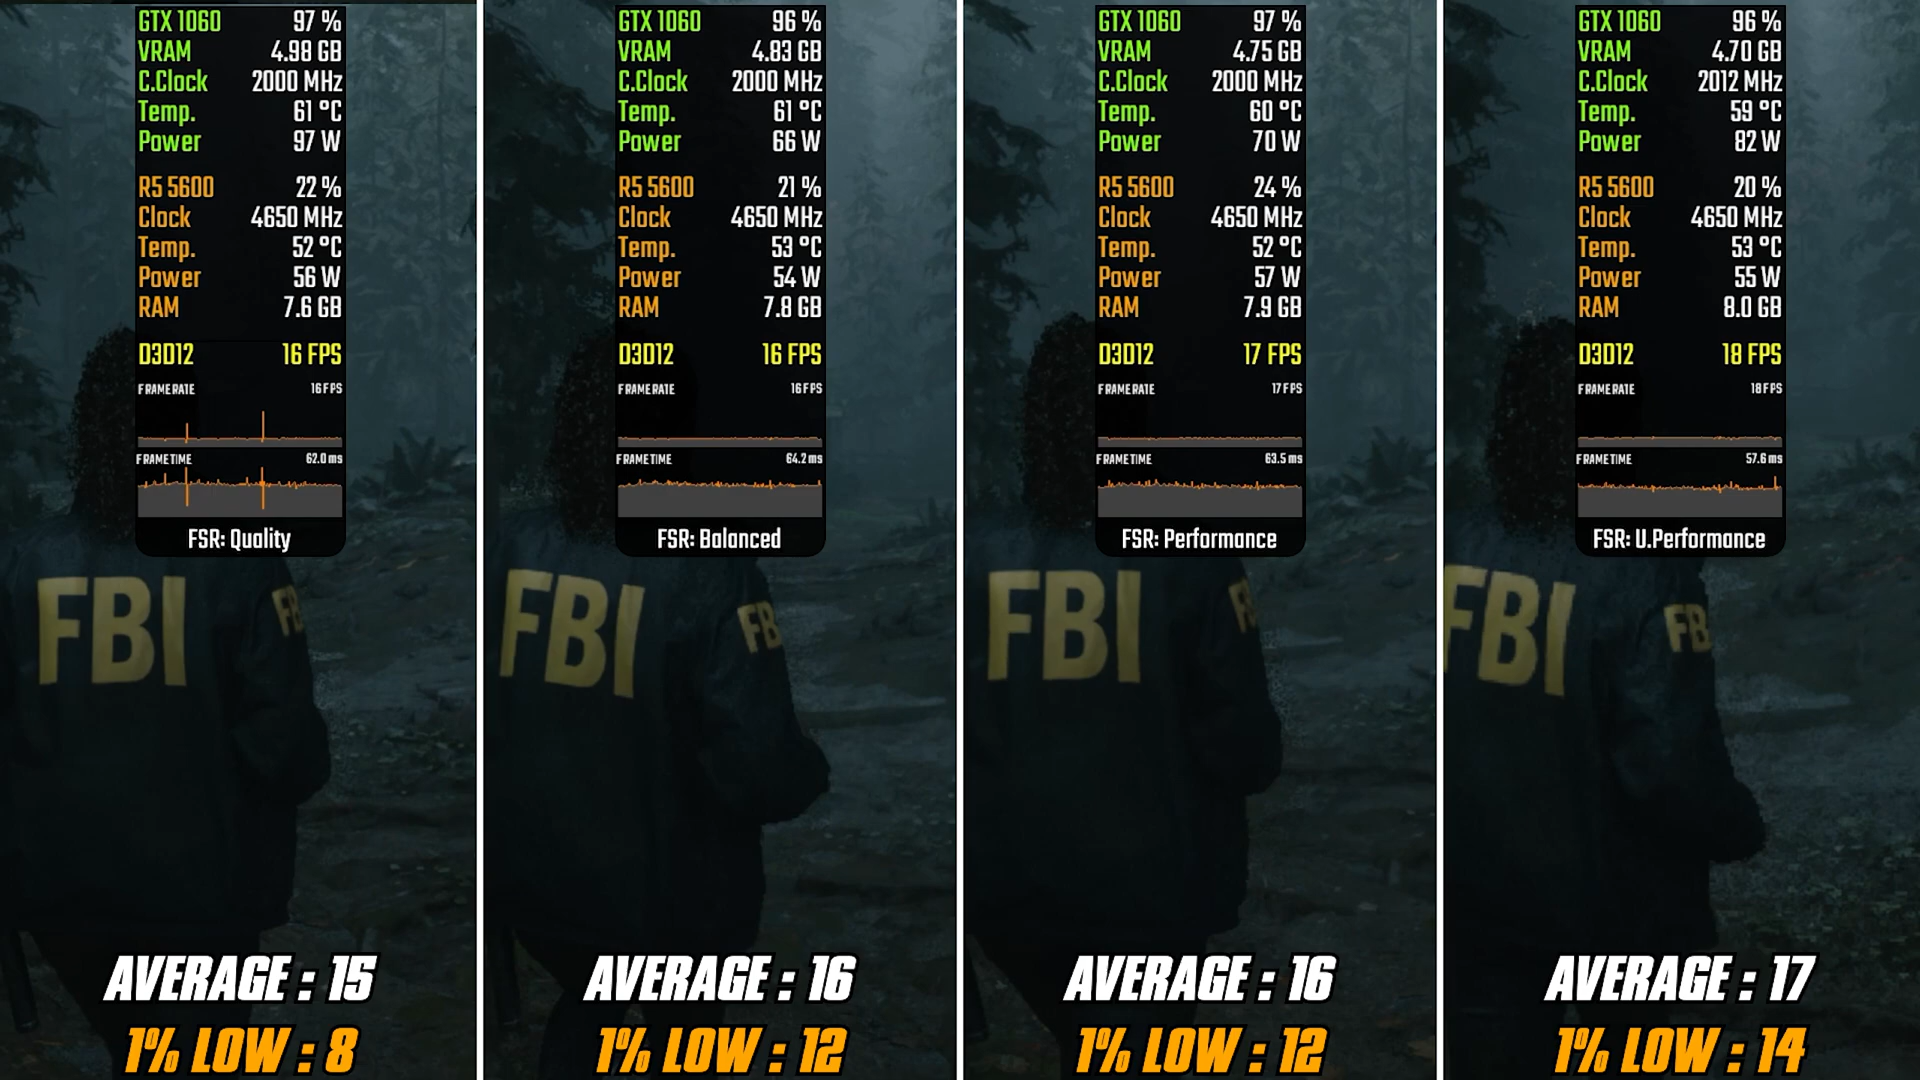 GTX 1060 97 %
VRAM 4.98 GB
C.Clock 2000 MHz
Temp. 61 °C
Power 97 W
R5 5600 22 %
Clock 4650 MHz
Temp. 52 °C
Power 56 W
RAM 7.6 GB
D3D12 16 FPS
FRAMERATE 16 FPS
FRAMETIME 62.0 ms
FSR: Quality
FBI
FB
AVERAGE : 15
1% LOW : 8
GTX 1060 96 %
VRAM 4.83 GB
C.Clock 2000 MHz
Temp. 61 °C
Power 66 W
R5 5600 21 %
Clock 4650 MHz
Temp. 53 °C
Power 54 W
RAM 7.8 GB
D3D12 16 FPS
FRAMERATE 16 FPS
FRAMETIME 64.2 ms
FSR: Balanced
FBI
FB
AVERAGE : 16
1% LOW : 12
GTX 1060 97 %
VRAM 4.75 GB
C.Clock 2000 MHz
Temp. 60 °C
Power 70 W
R5 5600 24 %
Clock 4650 MHz
Temp. 52 °C
Power 57 W
RAM 7.9 GB
D3D12 17 FPS
FRAMERATE 17 FPS
FRAMETIME 63.5 ms
FSR: Performance
FBI
F
AVERAGE : 16
1% LOW : 12
GTX 1060 96 %
VRAM 4.70 GB
C.Clock 2012 MHz
Temp. 59 °C
Power 82 W
R5 5600 20 %
Clock 4650 MHz
Temp. 53 °C
Power 55 W
RAM 8.0 GB
D3D12 18 FPS
FRAMERATE 18 FPS
FRAMETIME 57.6 ms
FSR: U.Performance
FBI
FB
AVERAGE : 17
1% LOW : 14